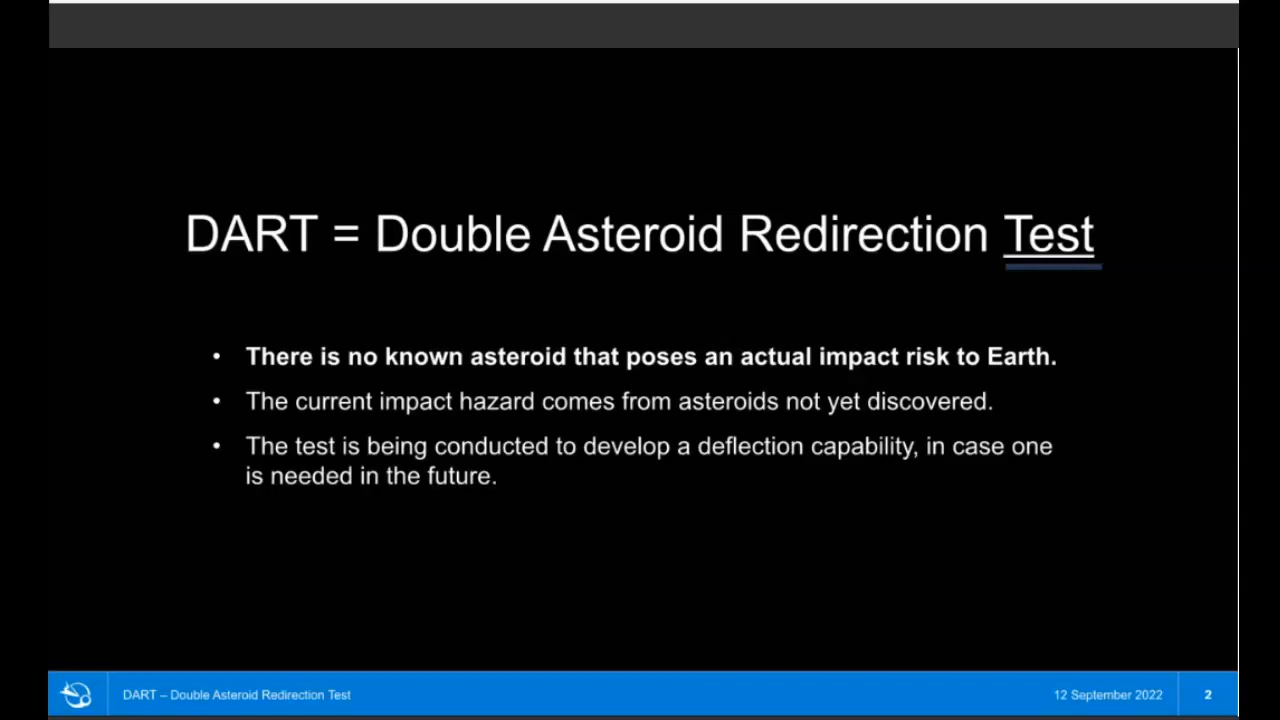 DART = Double Asteroid Redirection Test
• There is no known asteroid that poses an actual impact risk to Earth.
• The current impact hazard comes from asteroids not yet discovered.
• The test is being conducted to develop a deflection capability, in case one
is needed in the future.
DART – Double Asteroid Redirection Test
12 September 2022
2